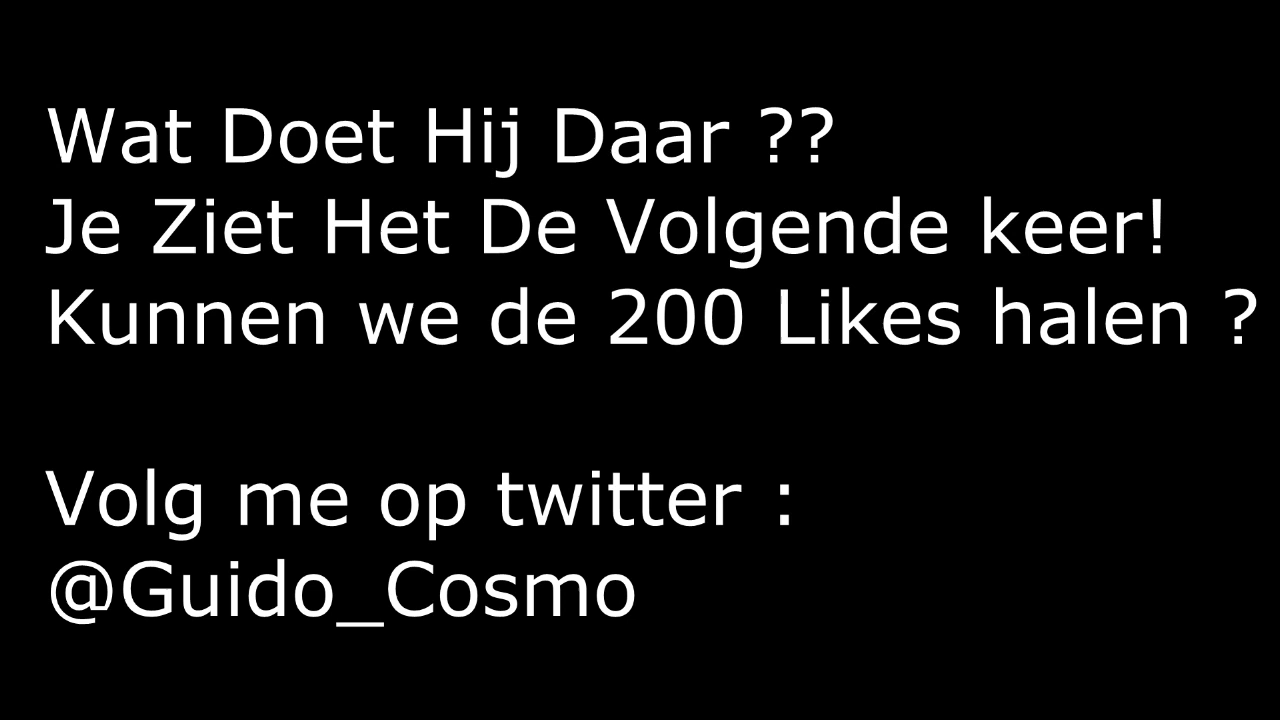 Wat Doet Hij Daar ??
Je Ziet Het De Volgende keer!
Kunnen we de 200 Likes halen ?
Volg me op twitter :
@Guido_Cosmo